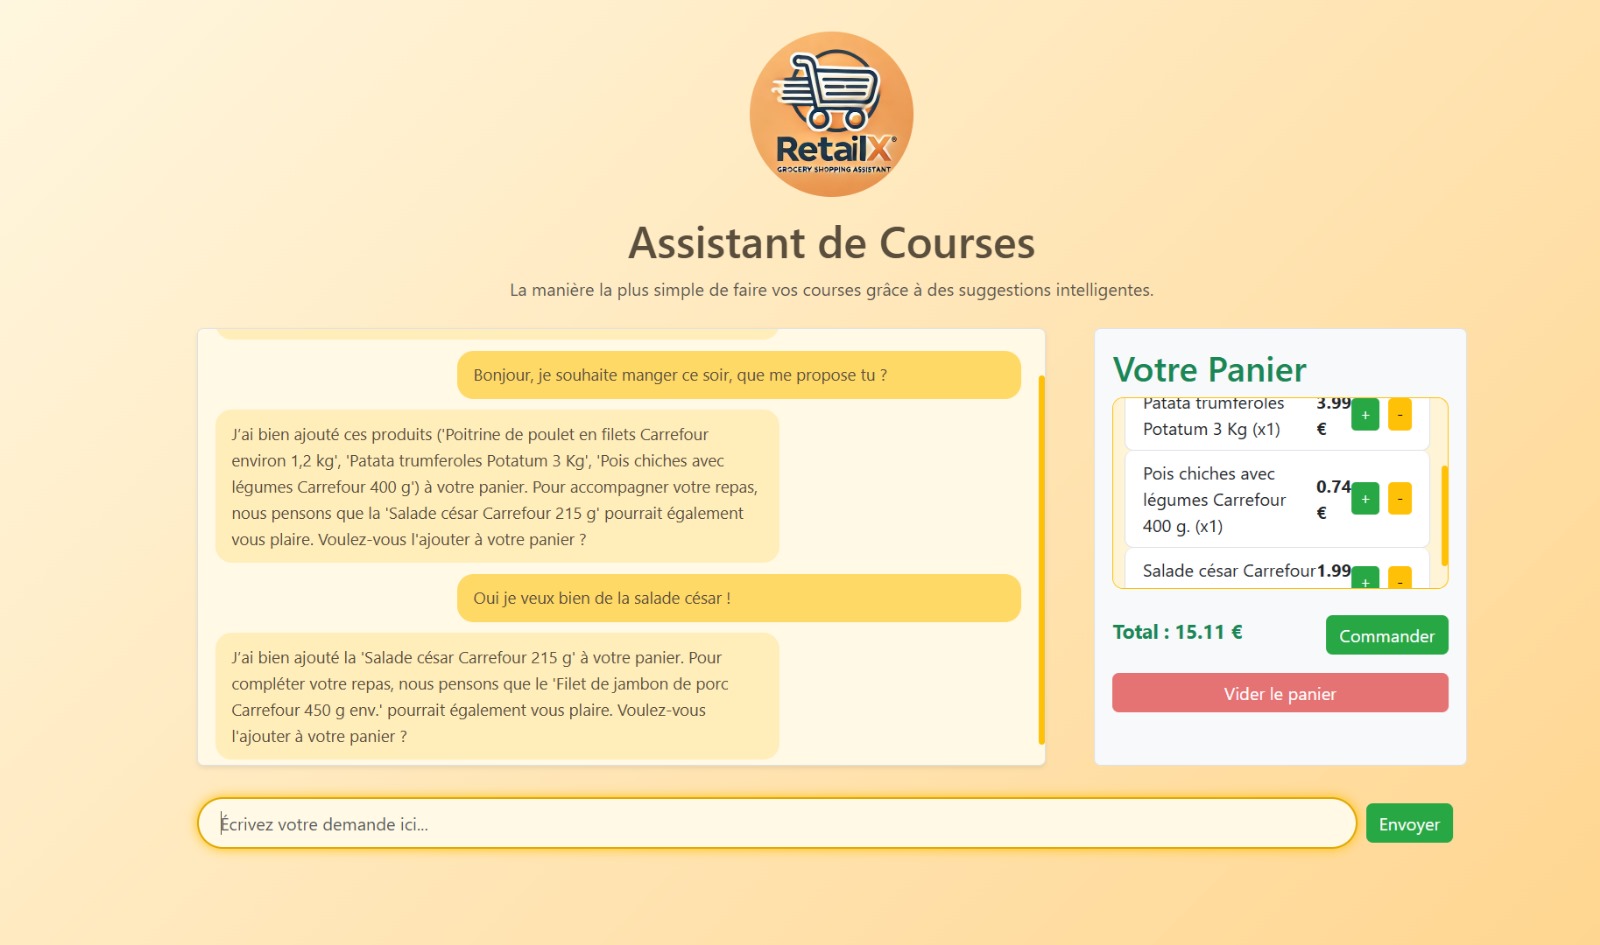 RetailX®
GROCERY SHOPPING ASSISTANT
Assistant de Courses
La manière la plus simple de faire vos courses grâce à des suggestions intelligentes.
Bonjour, je souhaite manger ce soir, que me propose tu ?
J'ai bien ajouté ces produits ('Poitrine de poulet en filets Carrefour
environ 1,2 kg', 'Patata trumferoles Potatum 3 Kg', 'Pois chiches avec
légumes Carrefour 400 g') à votre panier. Pour accompagner votre repas,
nous pensons que la 'Salade césar Carrefour 215 g' pourrait également
vous plaire. Voulez-vous l'ajouter à votre panier ?
Oui je veux bien de la salade césar !
J'ai bien ajouté la 'Salade césar Carrefour 215 g' à votre panier. Pour
compléter votre repas, nous pensons que le 'Filet de jambon de porc
Carrefour 450 g env.' pourrait également vous plaire. Voulez-vous
l'ajouter à votre panier ?
Votre Panier
Patata trumferoles 3.99
Potatum 3 Kg (x1) € + -
Pois chiches avec
légumes Carrefour 0.74 + -
400 g. (x1) €
Salade césar Carrefour 1.99
+ -
Total : 15.11 €
Commander
Vider le panier
Écrivez votre demande ici...
Envoyer